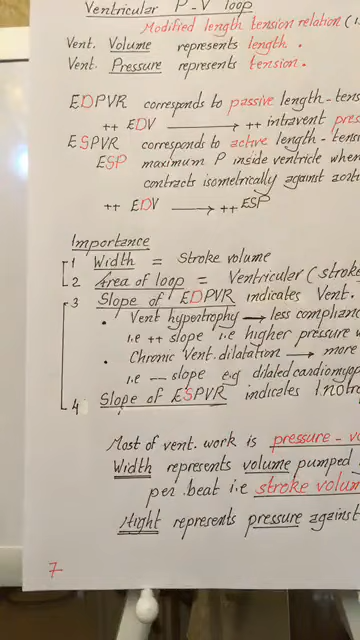 Ventricular P-V loop
Modified length tension relation (
Vent. Volume represents length.
Vent. Pressure represents tension.
EDPVR corresponds to passive length-tens
++ EDV → ++ intravent. pres
ESPVR corresponds to active length-tens
ESP maximum P inside ventricle when
contracts isometrically against aort
++ EDV → ++ ESP
Importance
1 Width = Stroke volume
2 Area of loop = Ventricular (stroke
3 Slope of EDPVR indicates Vent.
• Vent hypertrophy → less complianc
i.e ++ slope i.e higher pressure
• Chronic Vent. dilatation → more
i.e — slope e.g dilated cardiomyop
4 Slope of ESPVR indicates Inotr
Most of vent. work is pressure - vo
Width represents volume pumped
per .beat i.e stroke volum
Hight represents pressure against
7